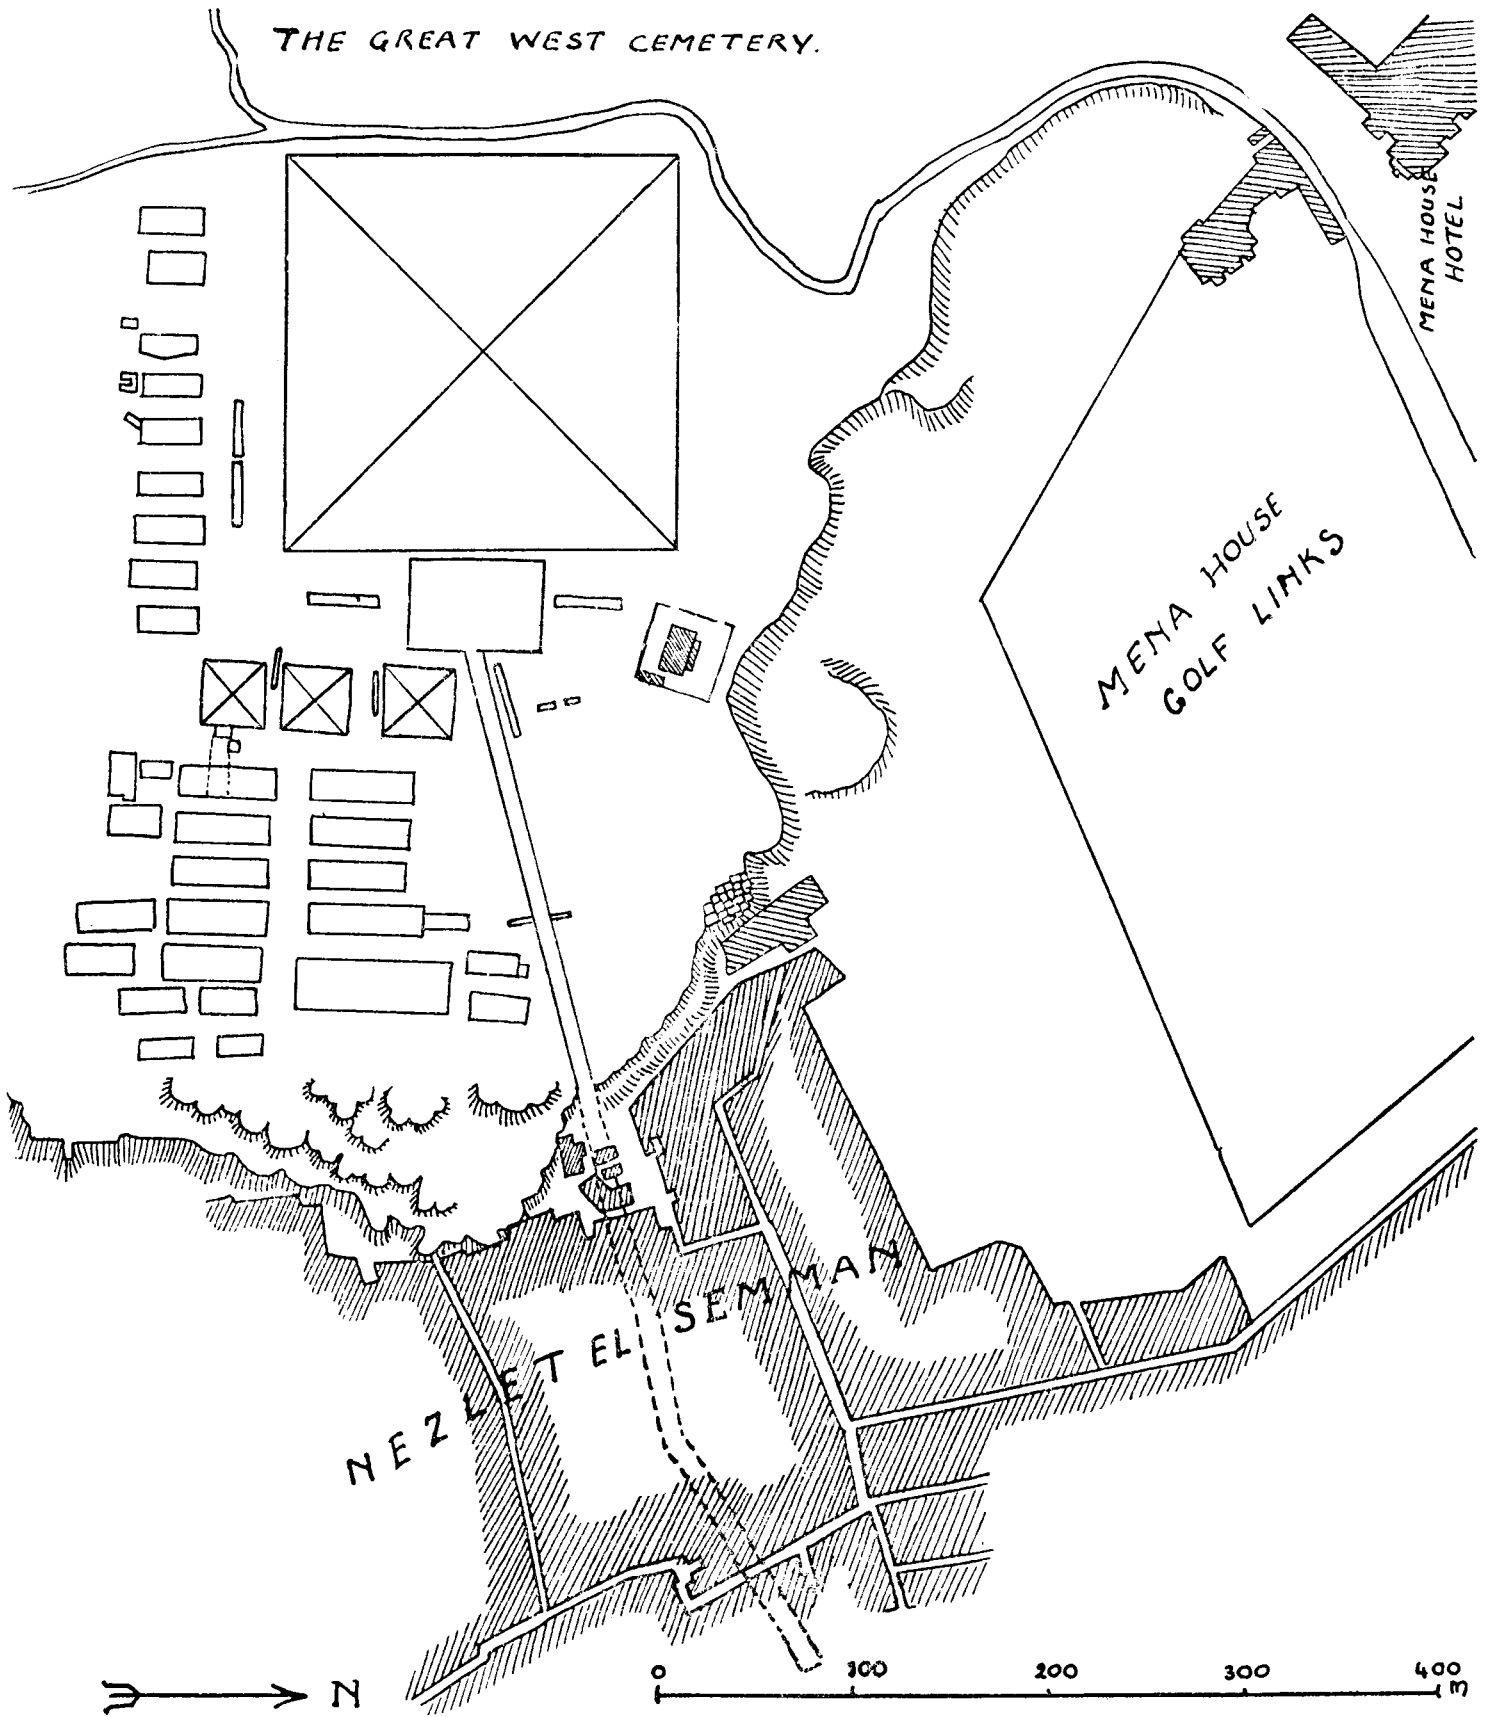 THE GREAT WEST CEMETERY.
MENA HOUSE
HOTEL
MENA HOUSE
GOLF LINKS
NEZLET EL SEMMAN
N
0 100 200 300 400
m